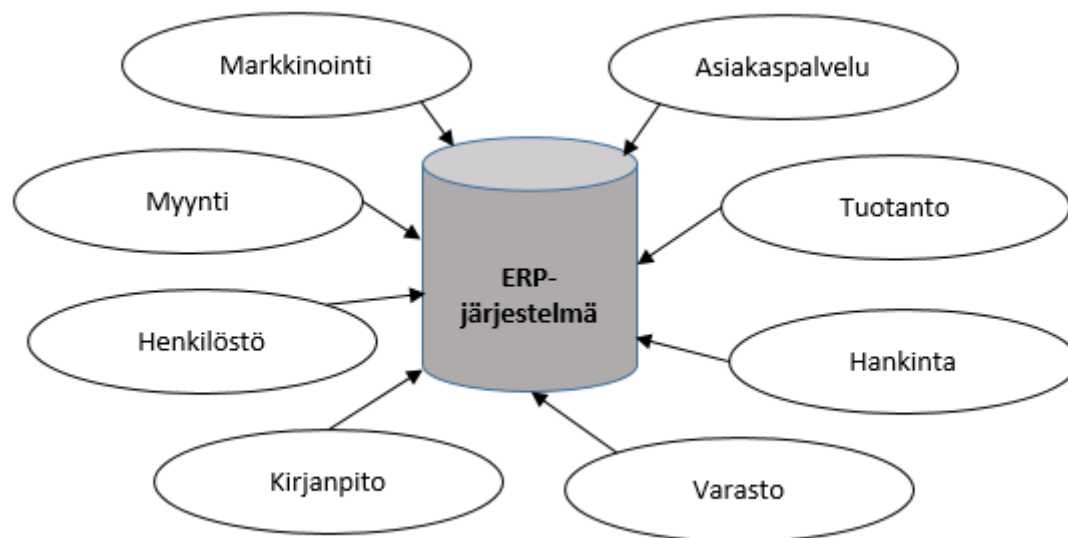 Markkinointi
Asiakaspalvelu
Myynti
Tuotanto
ERP-
järjestelmä
Henkilöstö
Hankinta
Kirjanpito
Varasto